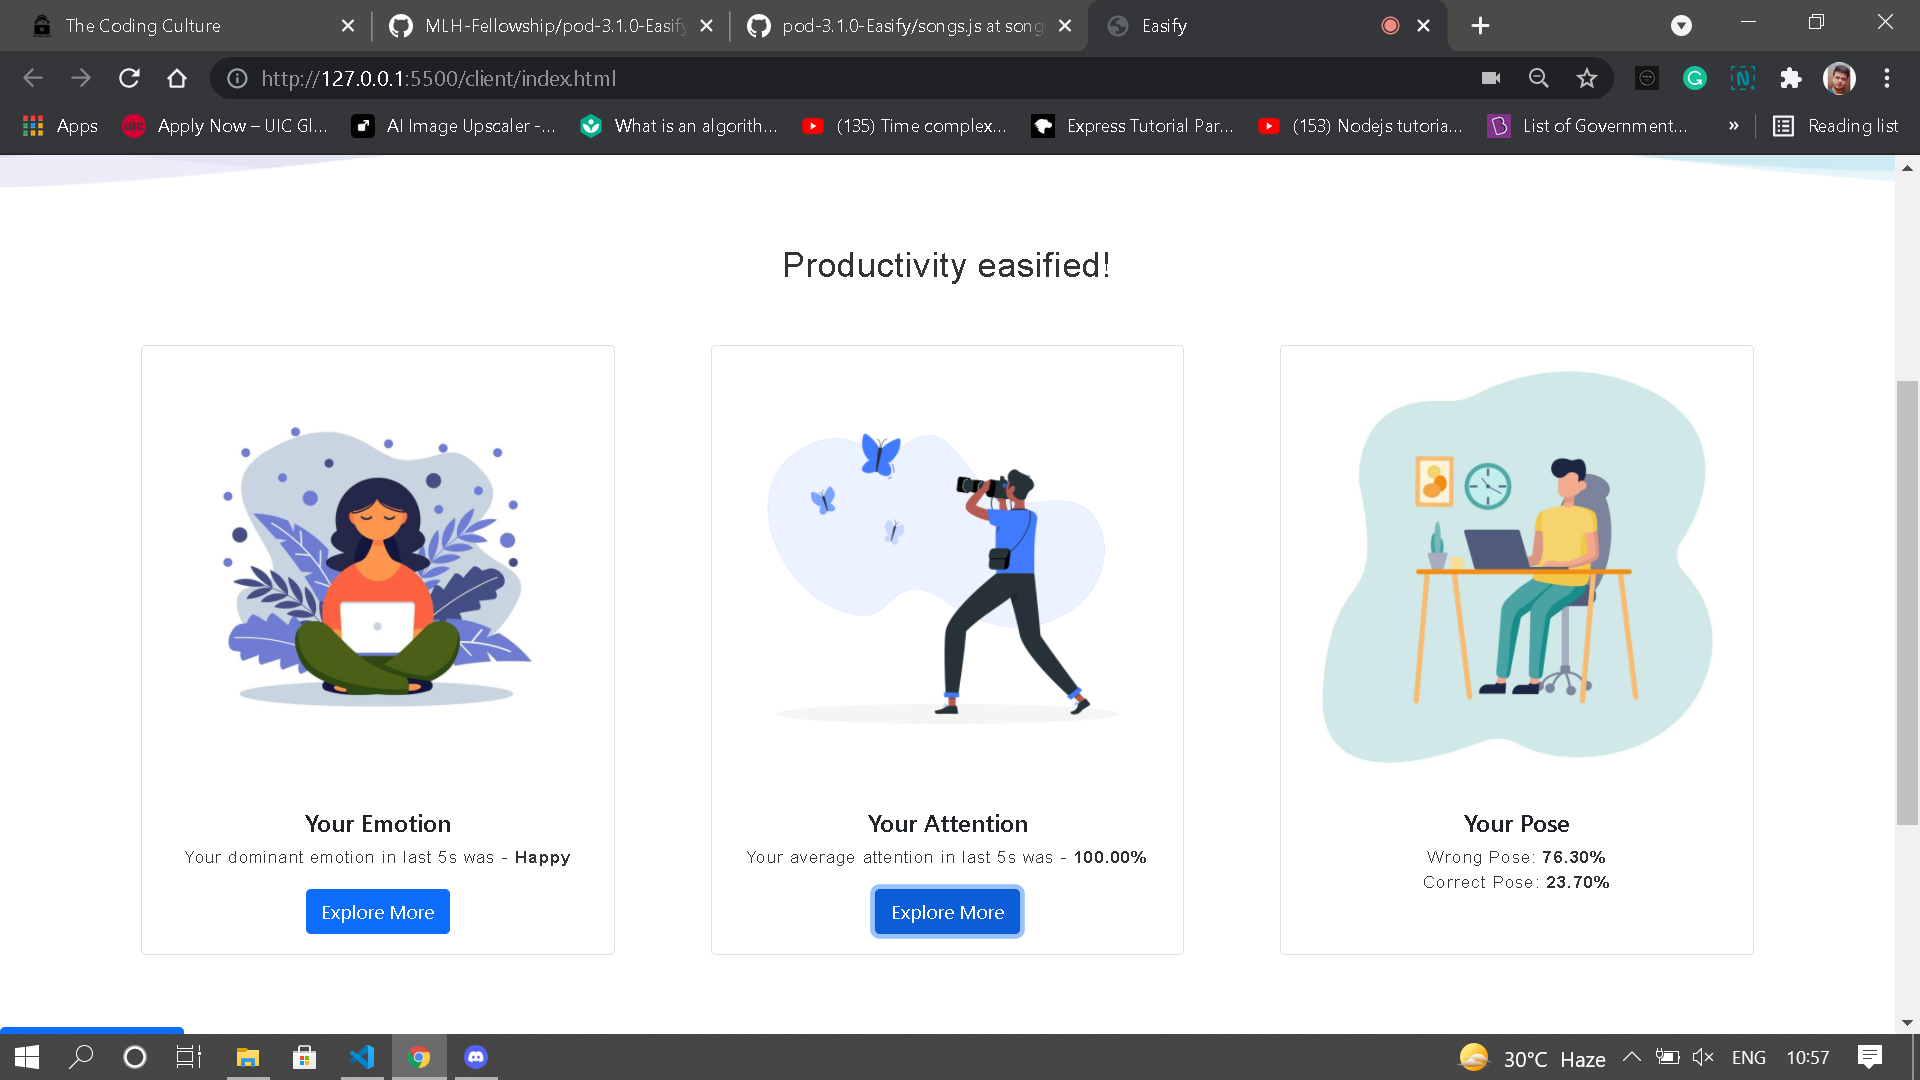 The Coding Culture
MLH-Fellowship/pod-3.1.0-Easify
pod-3.1.0-Easify/songs.js at song
Easify
http://127.0.0.1:5500/client/index.html
Apps
Apply Now – UIC Gl...
AI Image Upscaler -...
What is an algorith...
(135) Time complex...
Express Tutorial Par...
(153) Nodejs tutoria...
List of Government...
»
Reading list
Productivity easified!
Your Emotion
Your dominant emotion in last 5s was - Happy
Explore More
Your Attention
Your average attention in last 5s was - 100.00%
Explore More
Your Pose
Wrong Pose: 76.30%
Correct Pose: 23.70%
30°C Haze
ENG
10:57